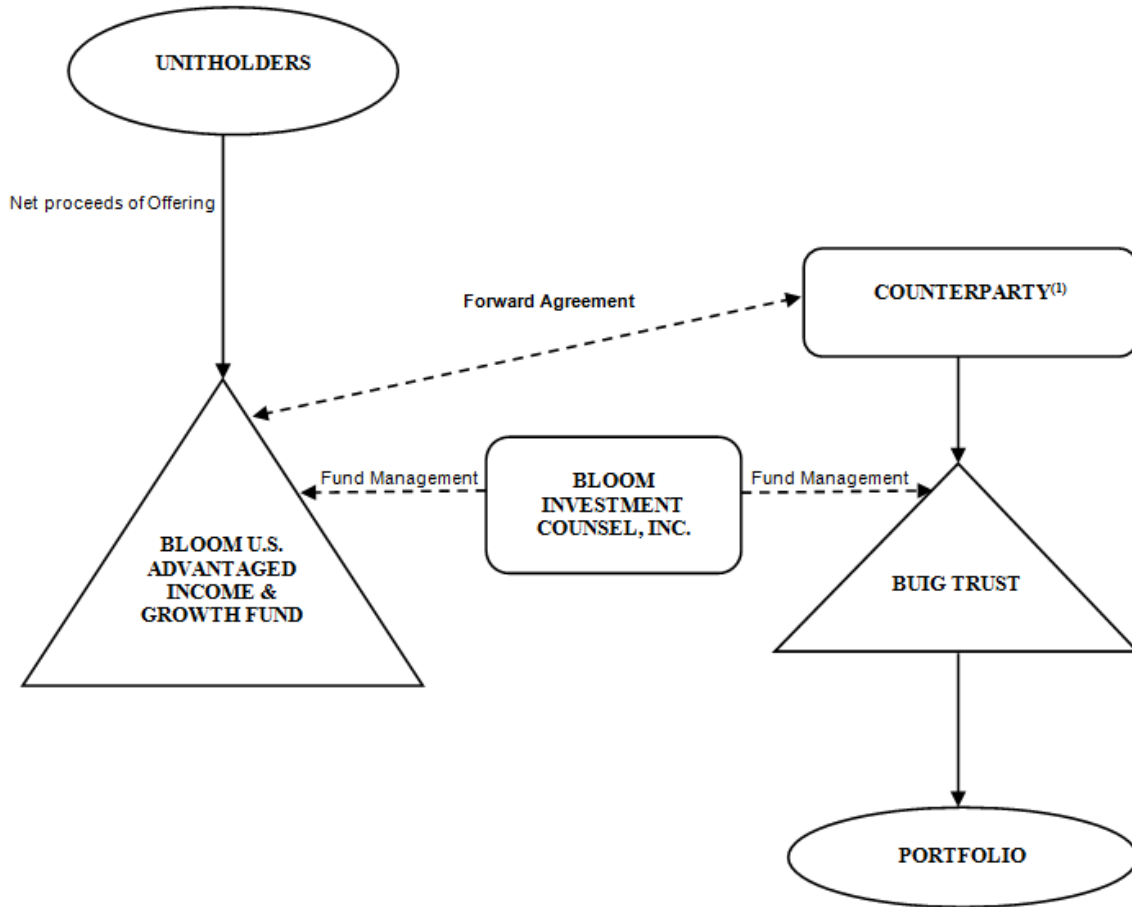 UNITHOLDERS
Net proceeds of Offering
Forward Agreement
COUNTERPARTY(1)
Fund Management
BLOOM
INVESTMENT
COUNSEL, INC.
Fund Management
BLOOM U.S.
ADVANTAGED
INCOME &
GROWTH FUND
BUIG TRUST
PORTFOLIO